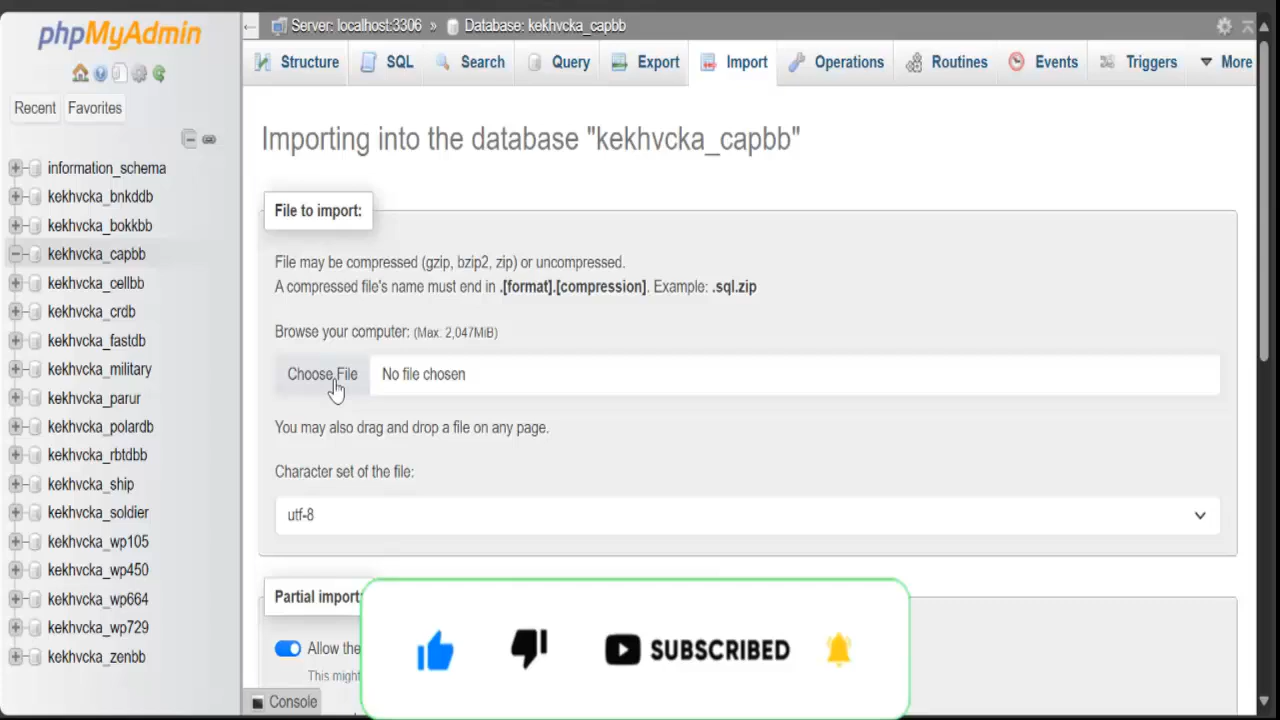 phpMyAdmin
Recent Favorites
information_schema
kekhvcka_bnkddb
kekhvcka_bokkbb
kekhvcka_capbb
kekhvcka_cellbb
kekhvcka_crdb
kekhvcka_fastdb
kekhvcka_military
kekhvcka_parur
kekhvcka_polardb
kekhvcka_rbtdbb
kekhvcka_ship
kekhvcka_soldier
kekhvcka_wp105
kekhvcka_wp450
kekhvcka_wp664
kekhvcka_wp729
kekhvcka_zenbb
Server: localhost:3306 » Database: kekhvcka_capbb
Structure SQL Search Query Export Import Operations Routines Events Triggers More
Importing into the database "kekhvcka_capbb"
File to import:
File may be compressed (gzip, bzip2, zip) or uncompressed.
A compressed file's name must end in .[format].[compression]. Example: .sql.zip
Browse your computer: (Max: 2,047MiB)
Choose File No file chosen
You may also drag and drop a file on any page.
Character set of the file:
utf-8
Partial import:
Allow the
This might
SUBSCRIBED
Console